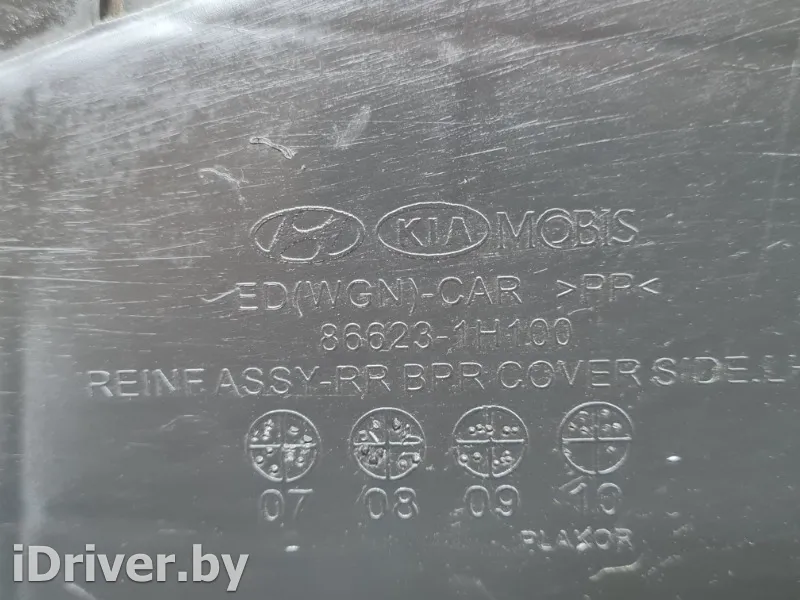 KIA MOBIS
ED(WGN)-CAR >PP<
86623-1H100
REINF. ASSY-RR BPR COVER SIDE.LH
07 08 09 10
PLAKOR
iDriver.by